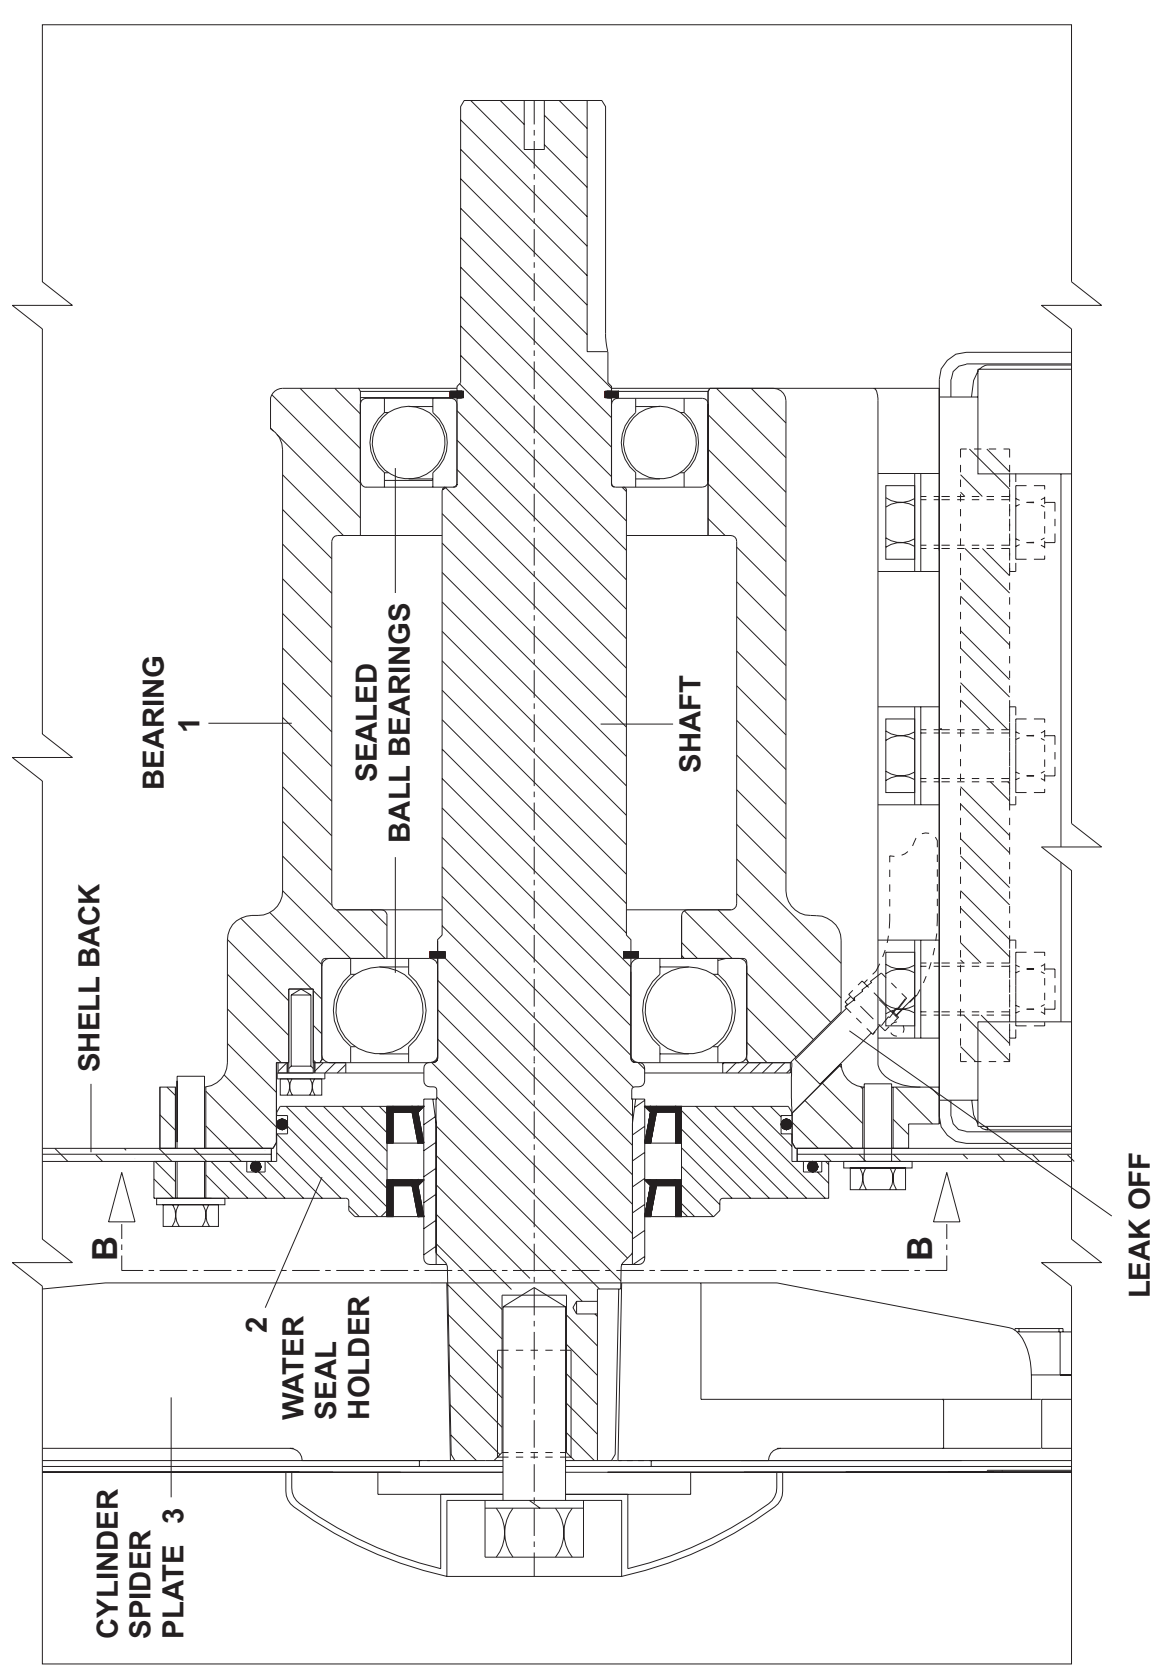 CYLINDER
SPIDER
PLATE 3
2
WATER
SEAL
HOLDER
B
B
SHELL BACK
BEARING
1
SEALED
BALL BEARINGS
SHAFT
LEAK OFF